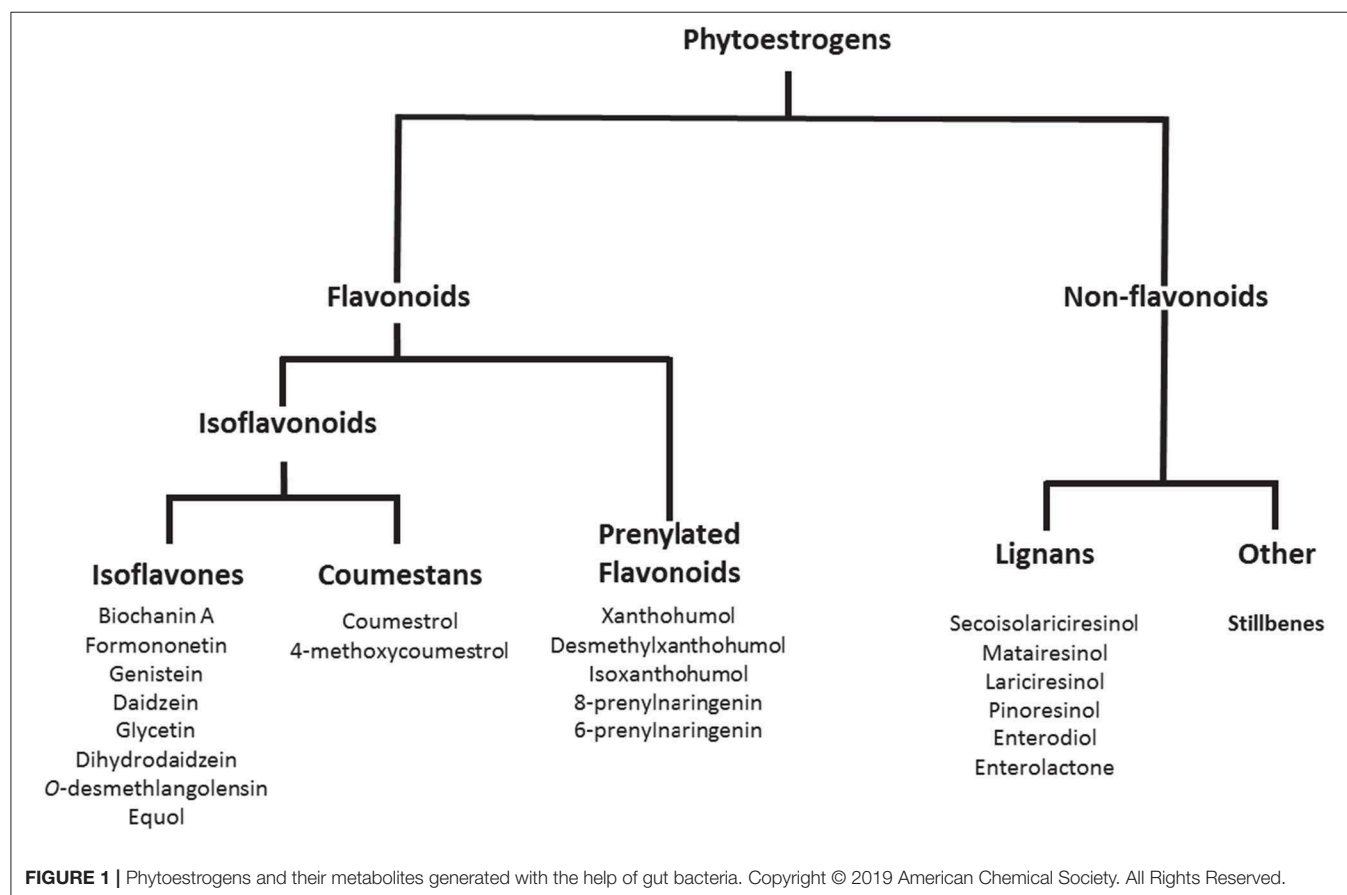 Phytoestrogens
Flavonoids
Non-flavonoids
Isoflavonoids
Isoflavones
Biochanin A
Formononetin
Genistein
Daidzein
Glycetin
Dihydrodaidzein
O-desmethlangolensin
Equol
Coumestans
Coumestrol
4-methoxycoumestrol
Prenylated
Flavonoids
Xanthohumol
Desmethylxanthohumol
Isoxanthohumol
8-prenylnaringenin
6-prenylnaringenin
Lignans
Secoisolariciresinol
Matairesinol
Lariciresinol
Pinoresinol
Enterodiol
Enterolactone
Other
Stillbenes
FIGURE 1 | Phytoestrogens and their metabolites generated with the help of gut bacteria. Copyright © 2019 American Chemical Society. All Rights Reserved.